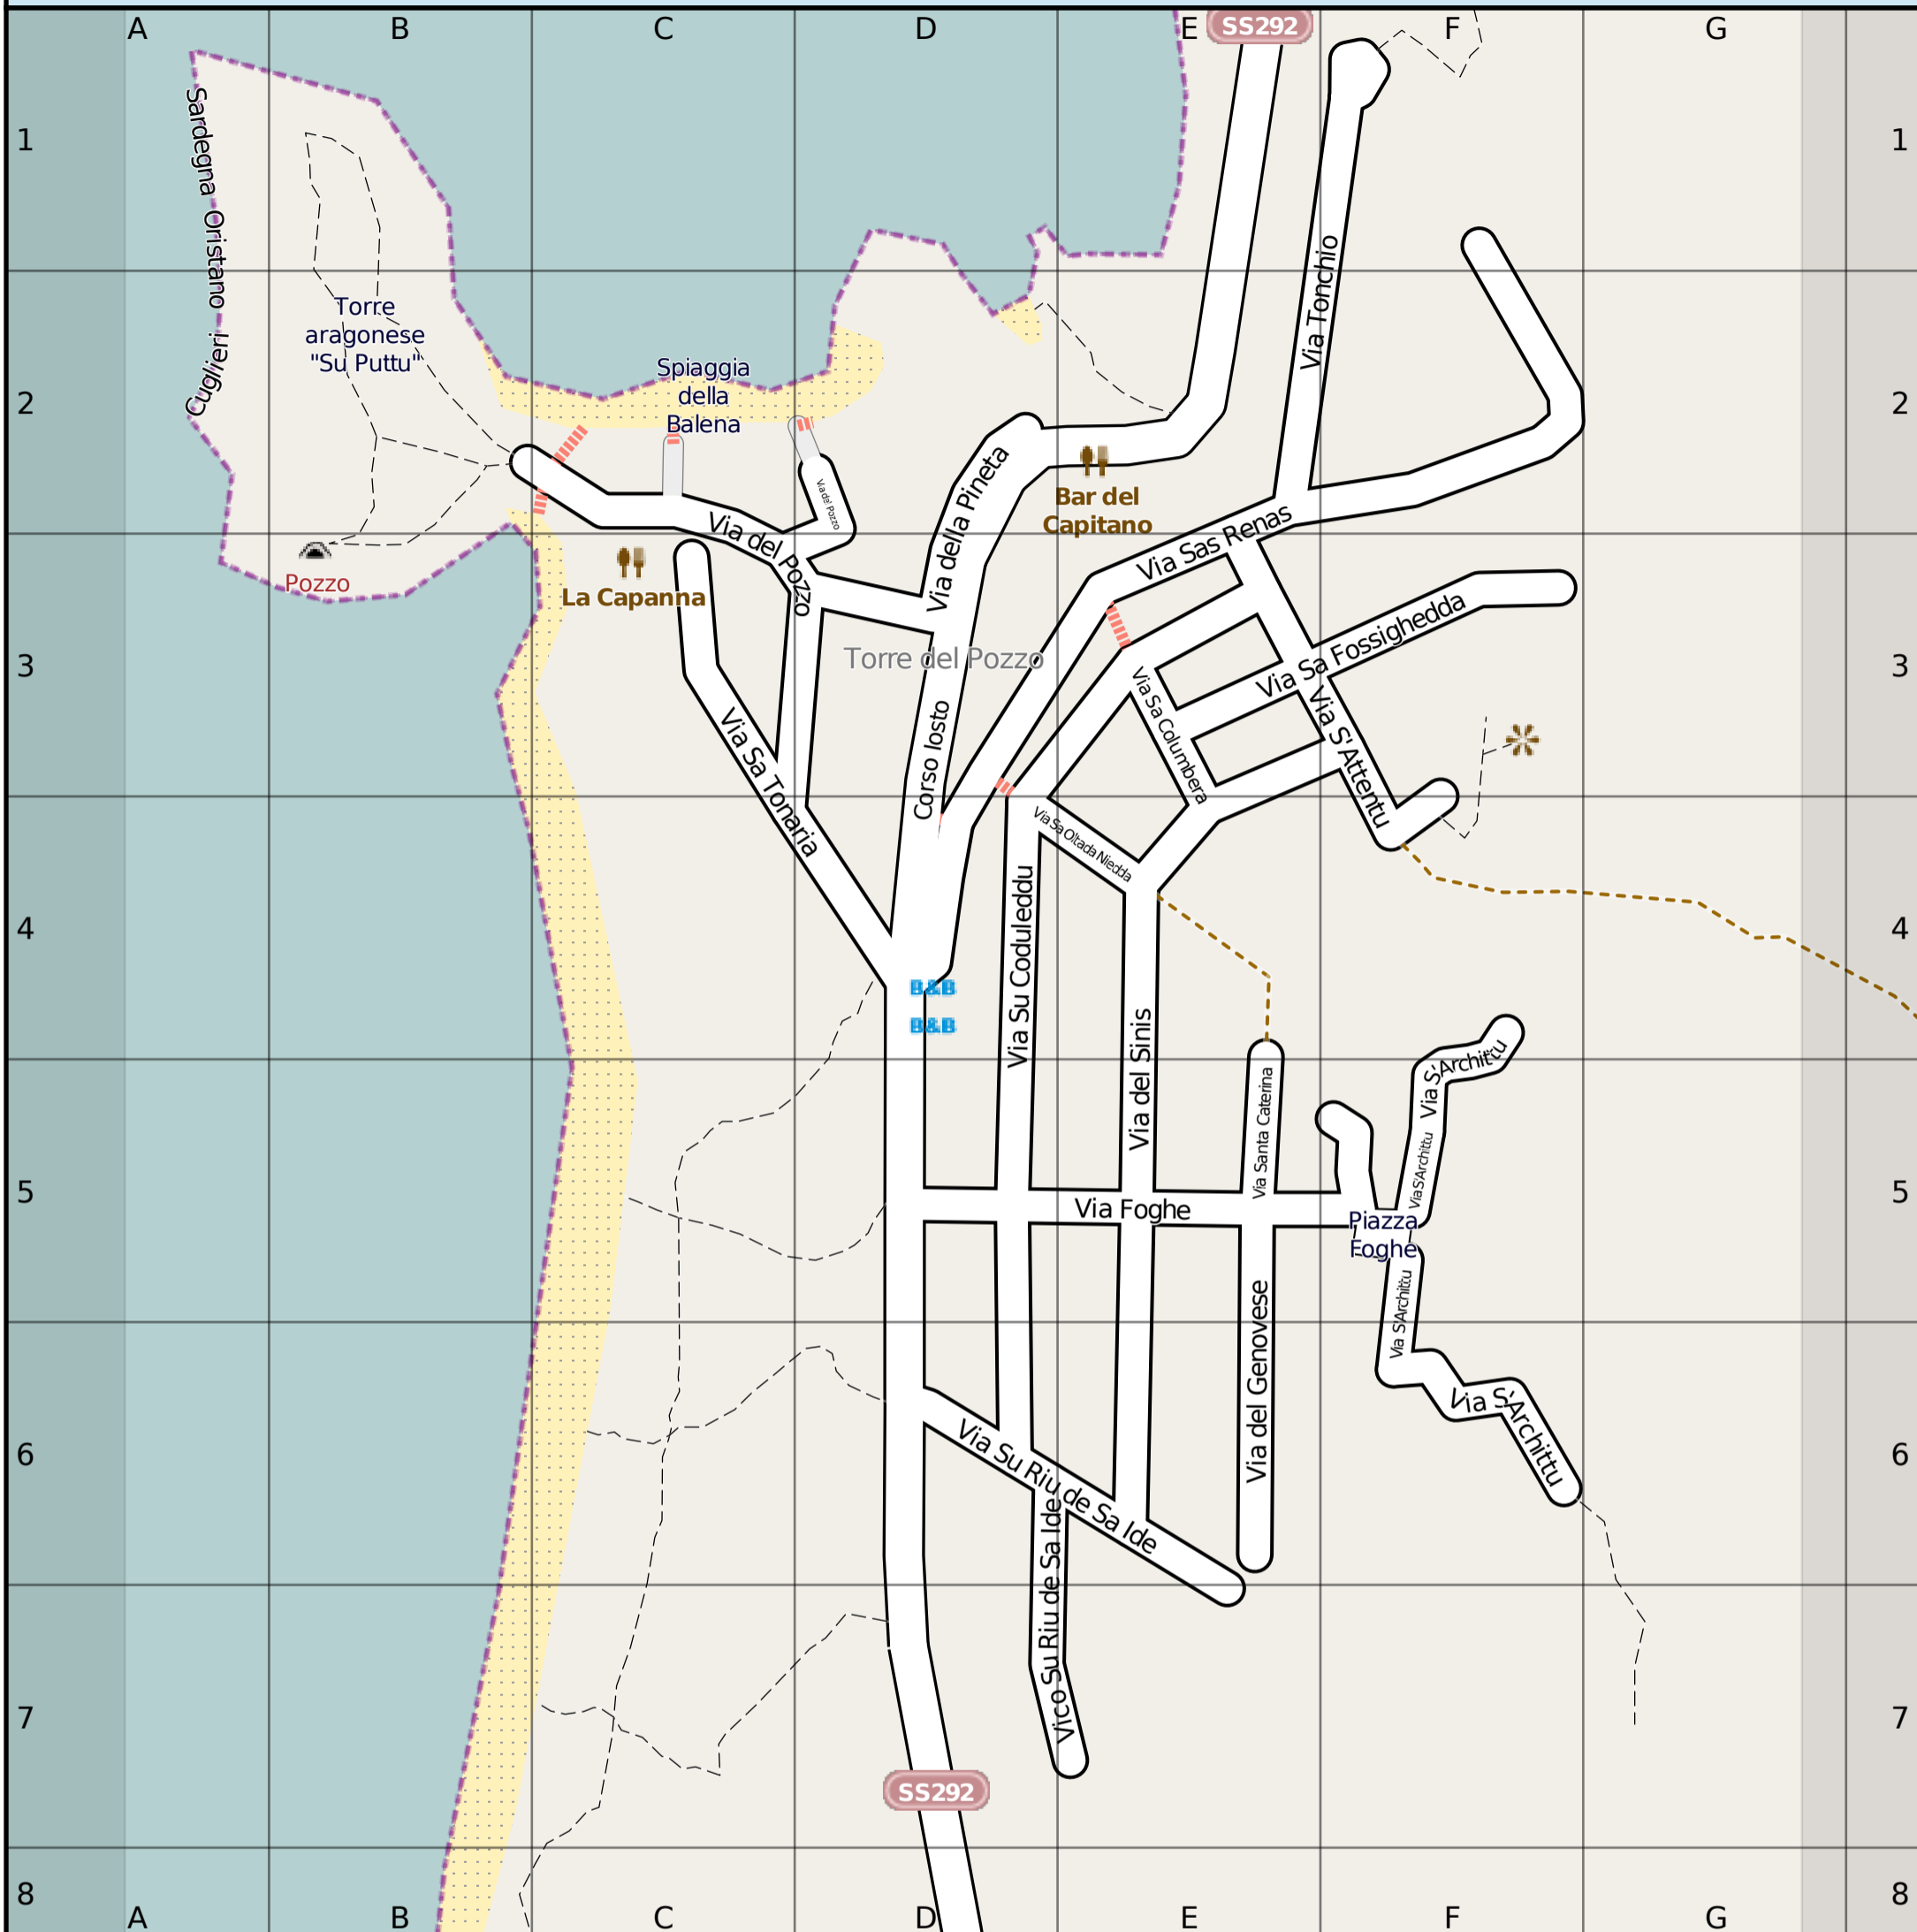 A
B
C
D
E
SS292
F
G
1
1
Sardegna
Oristano
Cuglieri
Torre
aragonese
"Su Puttu"
Via Tonchio
Spiaggia
della
Balena
2
2
Via del Pozzo
Via della Pineta
Bar del
Capitano
Via del Pozzo
Via Sas Renas
Pozzo
La Capanna
Via Sa Fossighedda
Torre del Pozzo
3
3
Via Sa Columbera
Via S'Attentu
Via Sa Tonaria
Corso Iosto
Via Sa Oltada Niedda
Via Su Coduleddu
4
4
B&B
B&B
Via del Sinis
Via S'Archittu
Via S'Archittu
Via Santa Caterina
5
5
Via Foghe
Piazza
Foghe
Via S'Archittu
Via del Genovese
Via S'Archittu
6
6
Via Su Riu de Sa Ide
Vico Su Riu de Sa Ide
7
7
SS292
8
8
A
B
C
D
E
F
G